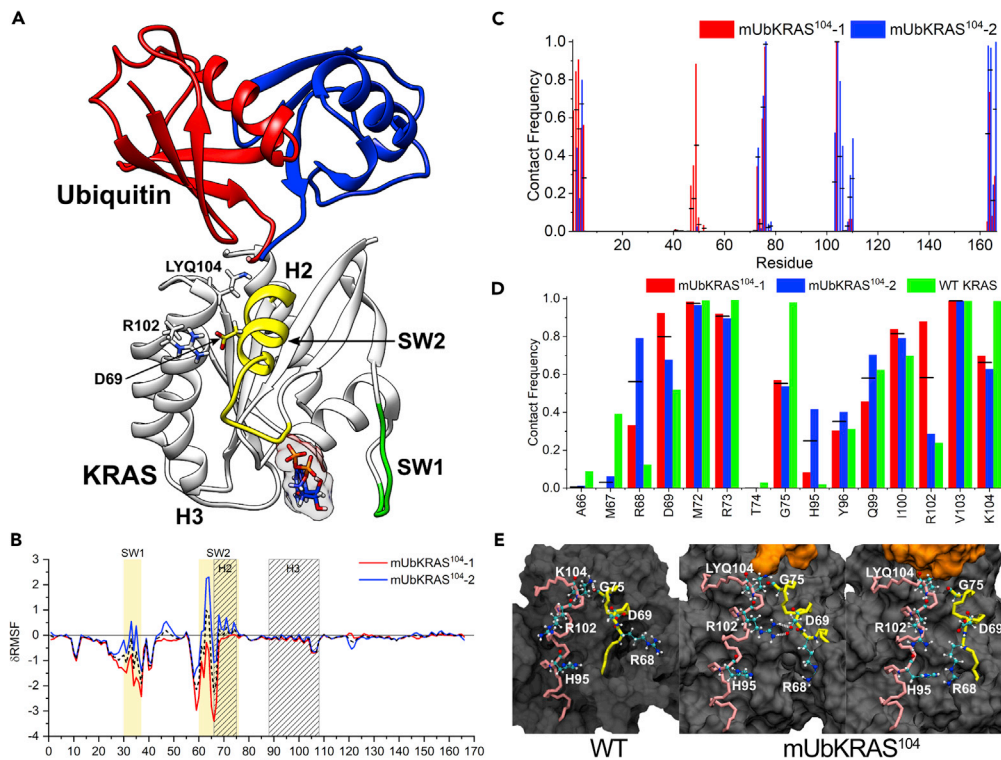 A
Ubiquitin
LYQ104
H2
R102
D69
SW2
KRAS
SW1
H3
B
SW1
SW2
H2
H3
mUbKRAS¹⁰⁴-1
mUbKRAS¹⁰⁴-2
δRMSF
3
2
1
0
-1
-2
-3
-4
0 10 20 30 40 50 60 70 80 90 100 110 120 130 140 150 160 170
C
mUbKRAS¹⁰⁴-1 mUbKRAS¹⁰⁴-2
Contact Frequency
1.0
0.8
0.6
0.4
0.2
0.0
20 40 60 80 100 120 140 160
Residue
D
mUbKRAS¹⁰⁴-1 mUbKRAS¹⁰⁴-2 WT KRAS
Contact Frequency
1.0
0.8
0.6
0.4
0.2
0.0
A66 M67 R68 D69 M72 R73 T74 G75 H95 Y96 Q99 I100 R102 V103 K104
E
K104
G75
D69
R102
R68
H95
LYQ104
G75
D69
R102
H95
R68
LYQ104
G75
R102
D69
H95
R68
WT
mUbKRAS¹⁰⁴